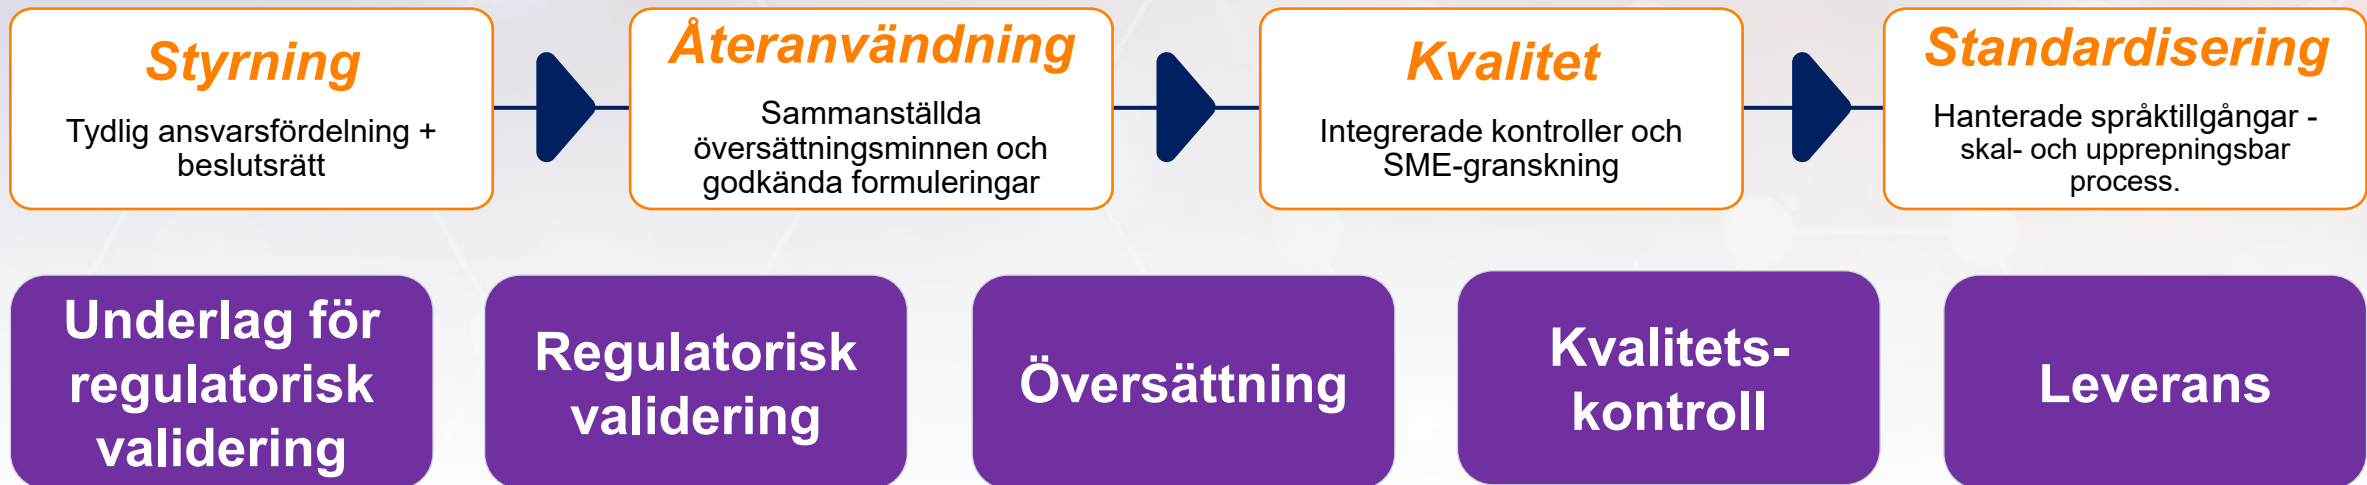 Styrning
Tydlig ansvarsfördelning +
beslutsrätt
Återanvändning
Sammanställda
översättningsminnen och
godkända formuleringar
Kvalitet
Integrerade kontroller och
SME-granskning
Standardisering
Hanterade språktillgångar -
skal- och upprepningsbar
process.
Underlag för
regulatorisk
validering
Regulatorisk
validering
Översättning
Kvalitets-
kontroll
Leverans